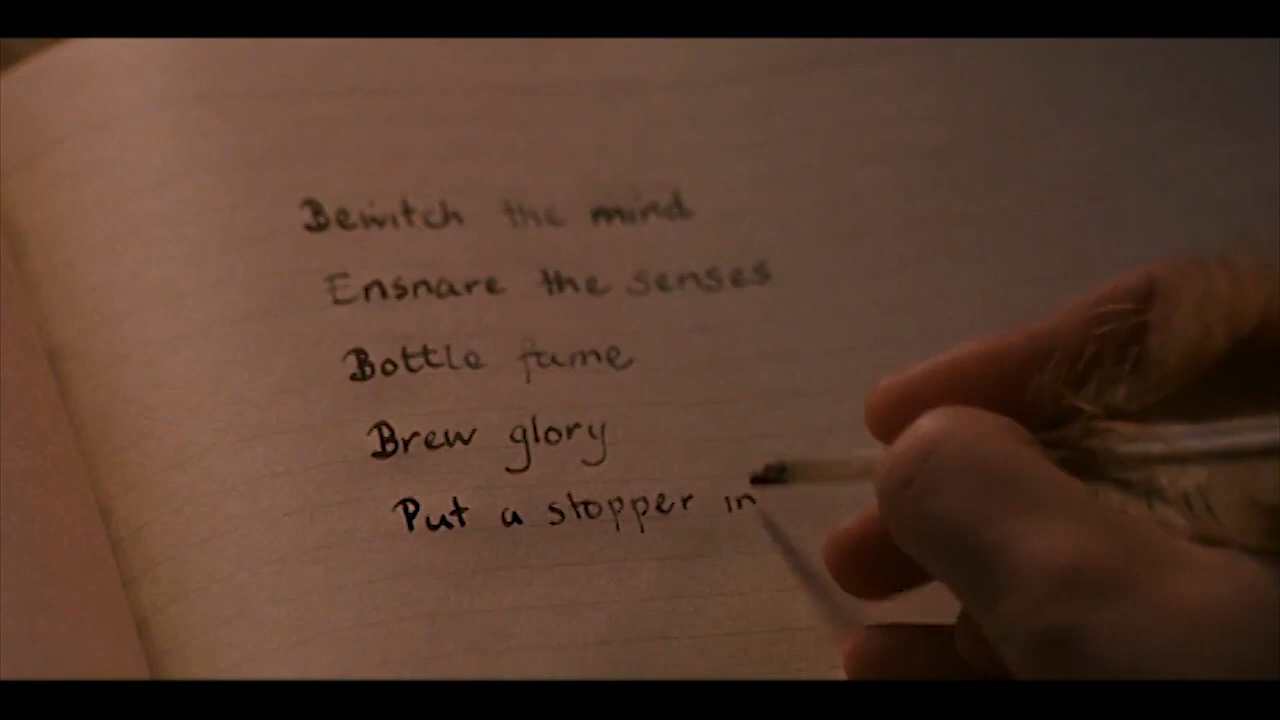 Bewitch the mind
Ensnare the senses
Bottle fame
Brew glory
Put a stopper in